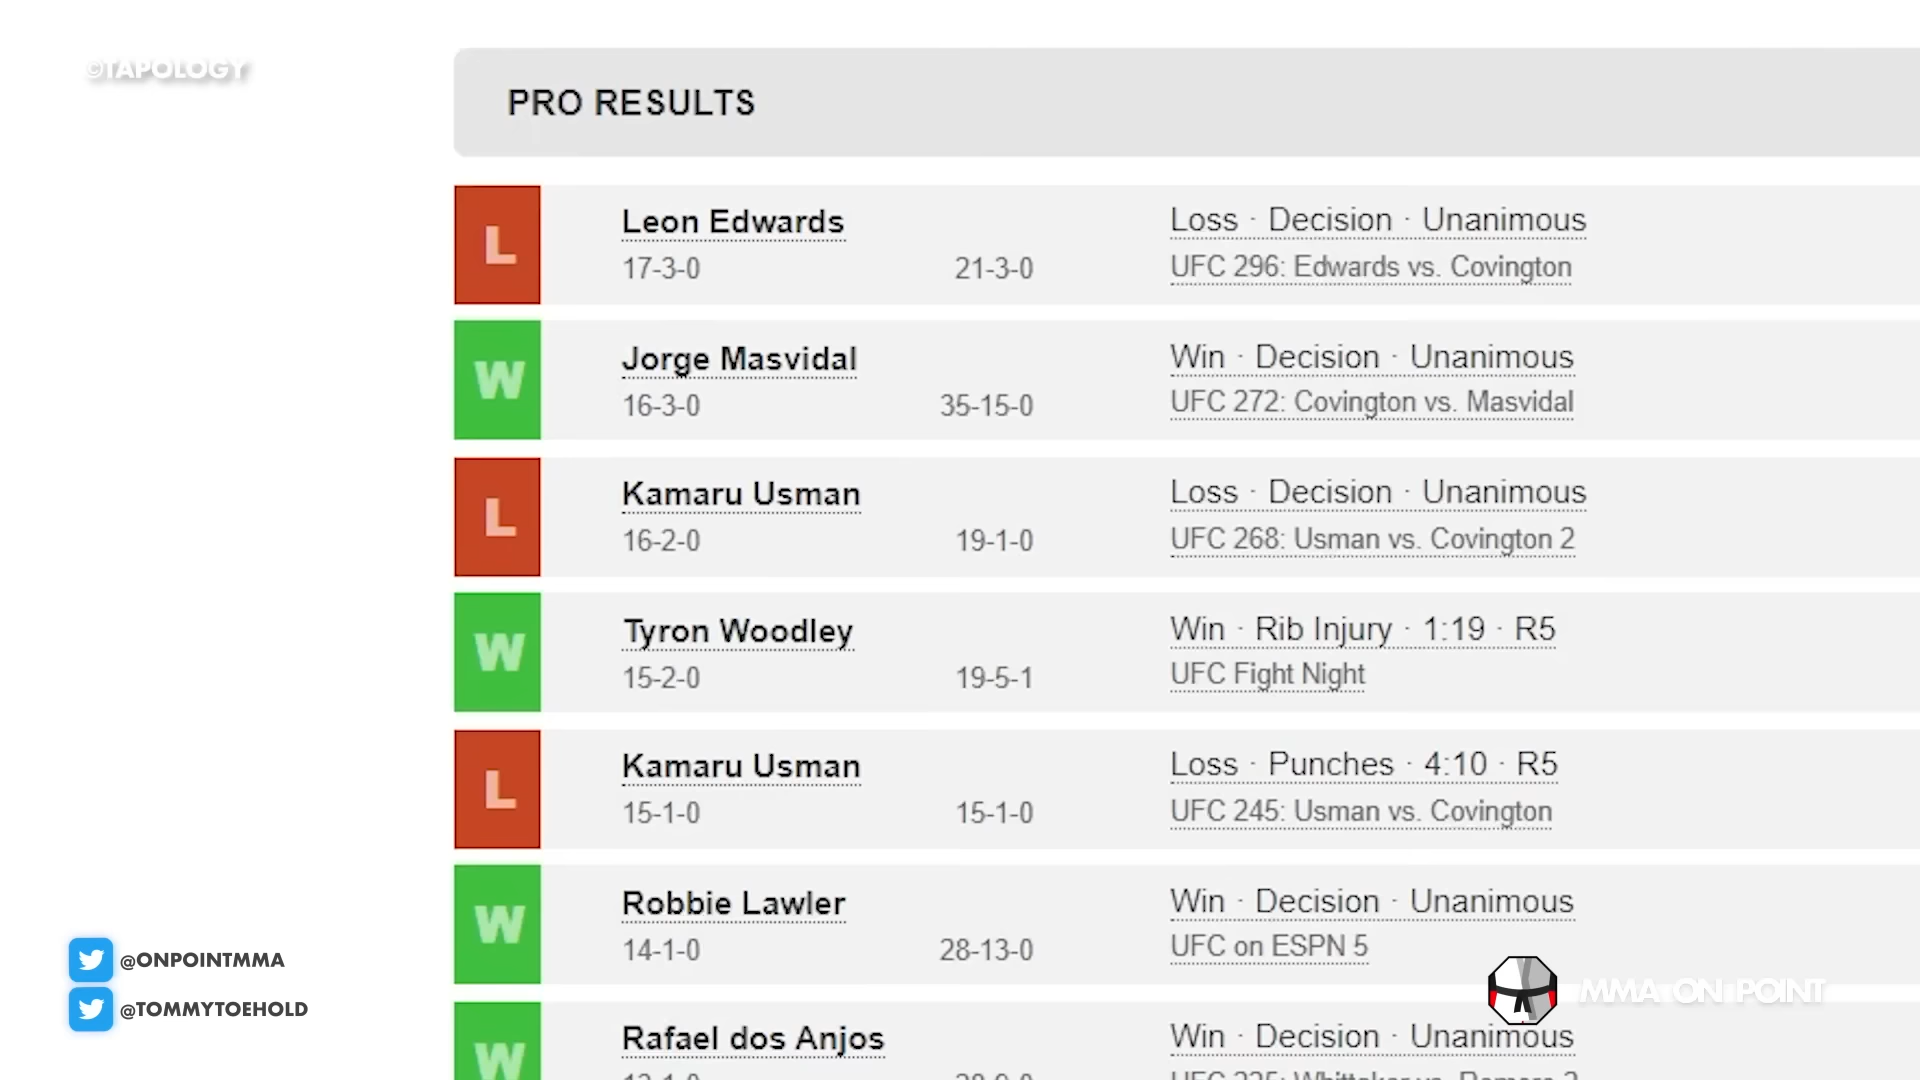 ©TAPOLOGY
PRO RESULTS
L
Leon Edwards
17-3-0 21-3-0
Loss · Decision · Unanimous
UFC 296: Edwards vs. Covington
W
Jorge Masvidal
16-3-0 35-15-0
Win · Decision · Unanimous
UFC 272: Covington vs. Masvidal
L
Kamaru Usman
16-2-0 19-1-0
Loss · Decision · Unanimous
UFC 268: Usman vs. Covington 2
W
Tyron Woodley
15-2-0 19-5-1
Win · Rib Injury · 1:19 · R5
UFC Fight Night
L
Kamaru Usman
15-1-0 15-1-0
Loss · Punches · 4:10 · R5
UFC 245: Usman vs. Covington
W
Robbie Lawler
14-1-0 28-13-0
Win · Decision · Unanimous
UFC on ESPN 5
W
Rafael dos Anjos
Win · Decision · Unanimous
@ONPOINTMMA
@TOMMYTOEHOLD
MMA ON POINT